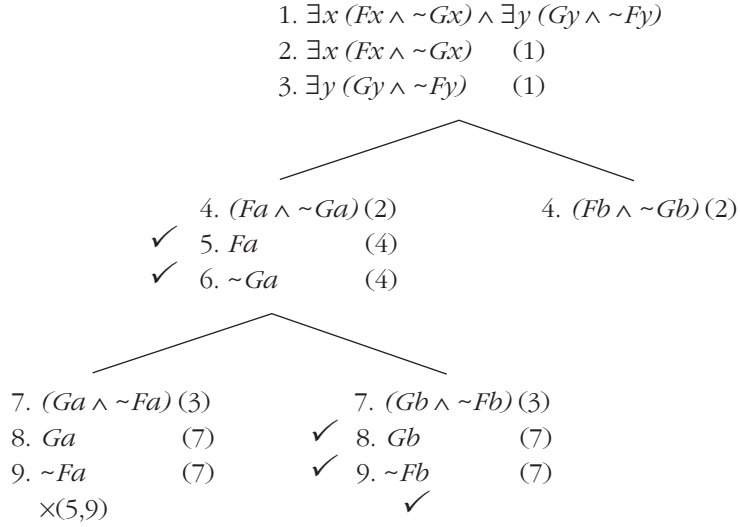 1. ∃x (Fx ∧ ~Gx) ∧ ∃y (Gy ∧ ~Fy)
2. ∃x (Fx ∧ ~Gx) (1)
3. ∃y (Gy ∧ ~Fy) (1)
4. (Fa ∧ ~Ga) (2) 4. (Fb ∧ ~Gb) (2)
✓ 5. Fa (4)
✓ 6. ~Ga (4)
7. (Ga ∧ ~Fa) (3) 7. (Gb ∧ ~Fb) (3)
8. Ga (7) ✓ 8. Gb (7)
9. ~Fa (7) ✓ 9. ~Fb (7)
×(5,9) ✓